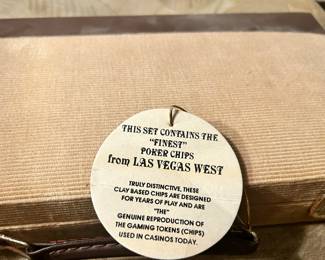 THIS SET CONTAINS THE
"FINEST"
POKER CHIPS
from LAS VEGAS WEST
TRULY DISTINCTIVE, THESE
CLAY BASED CHIPS ARE DESIGNED
FOR YEARS OF PLAY AND ARE
"THE"
GENUINE REPRODUCTION OF
THE GAMING TOKENS (CHIPS)
USED IN CASINOS TODAY.